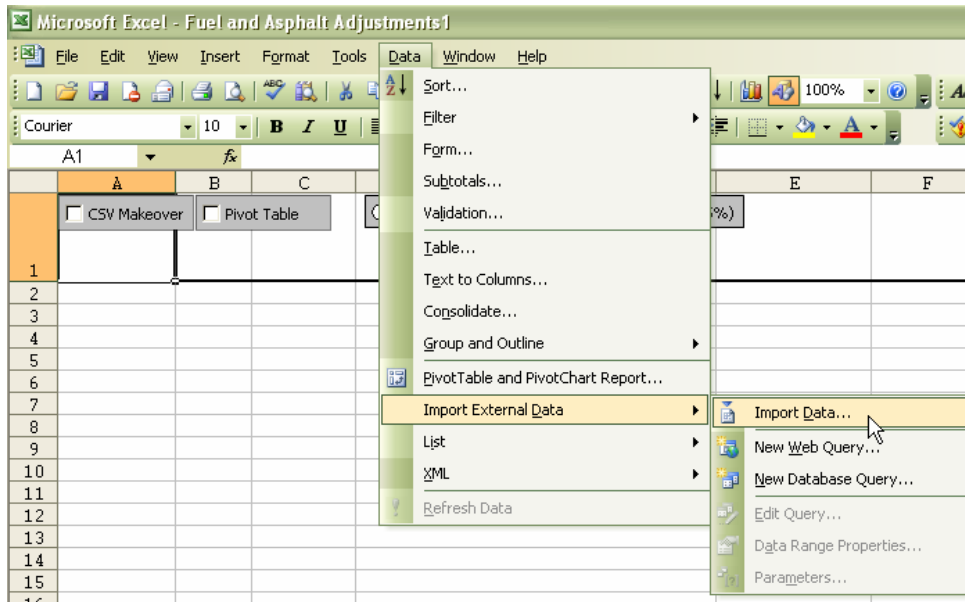 Microsoft Excel - Fuel and Asphalt Adjustments1
File Edit View Insert Format Tools Data Window Help
100%
Courier 10 B I U A
A1 fx
A B C E F
CSV Makeover Pivot Table %)
Sort...
Filter
Form...
Subtotals...
Validation...
Table...
Text to Columns...
Consolidate...
Group and Outline
PivotTable and PivotChart Report...
Import External Data
List
XML
Refresh Data
Import Data...
New Web Query...
New Database Query...
Edit Query...
Data Range Properties...
Parameters...
1
2
3
4
5
6
7
8
9
10
11
12
13
14
15